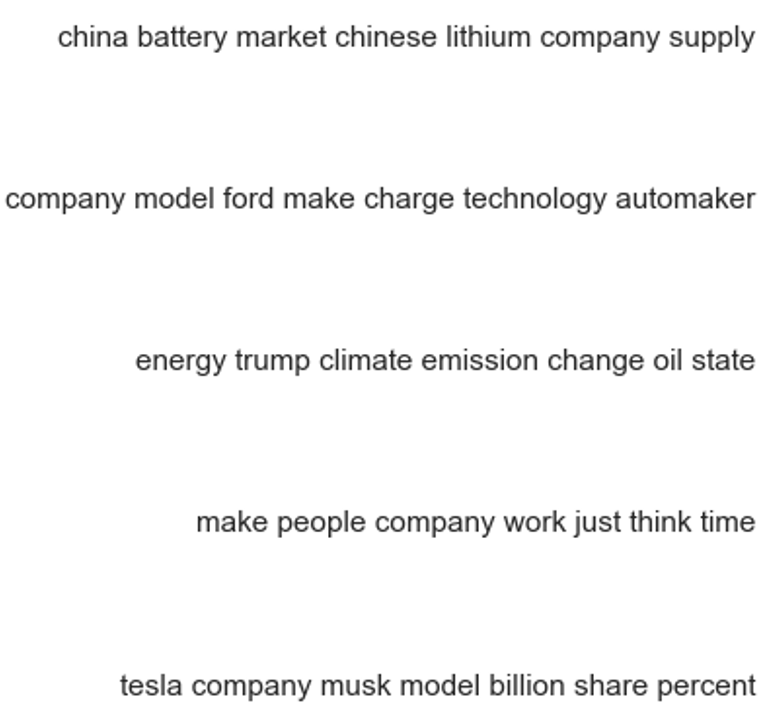 china battery market chinese lithium company supply
company model ford make charge technology automaker
energy trump climate emission change oil state
make people company work just think time
tesla company musk model billion share percent